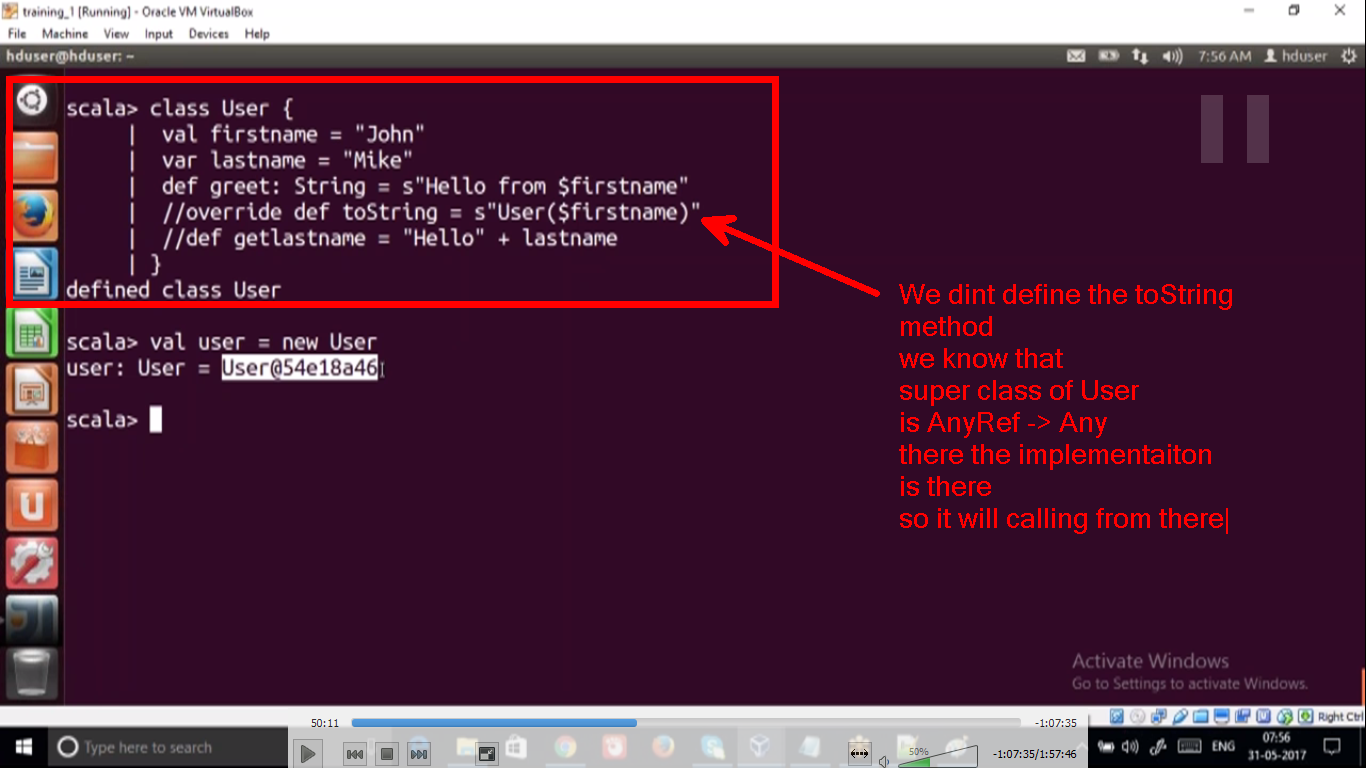 training_1 [Running] - Oracle VM VirtualBox
File Machine View Input Devices Help
hduser@hduser: ~
7:56 AM hduser
scala> class User {
| val firstname = "John"
| var lastname = "Mike"
| def greet: String = s"Hello from $firstname"
| //override def toString = s"User($firstname)"
| //def getlastname = "Hello" + lastname
| }
defined class User
scala> val user = new User
user: User = User@54e18a46
scala>
We dint define the toString
method
we know that
super class of User
is AnyRef -> Any
there the implementaiton
is there
so it will calling from there
Activate Windows
Go to Settings to activate Windows.
Right Ctrl
50:11
-1:07:35
Type here to search
50%
-1:07:35/1:57:46
ENG
07:56
31-05-2017